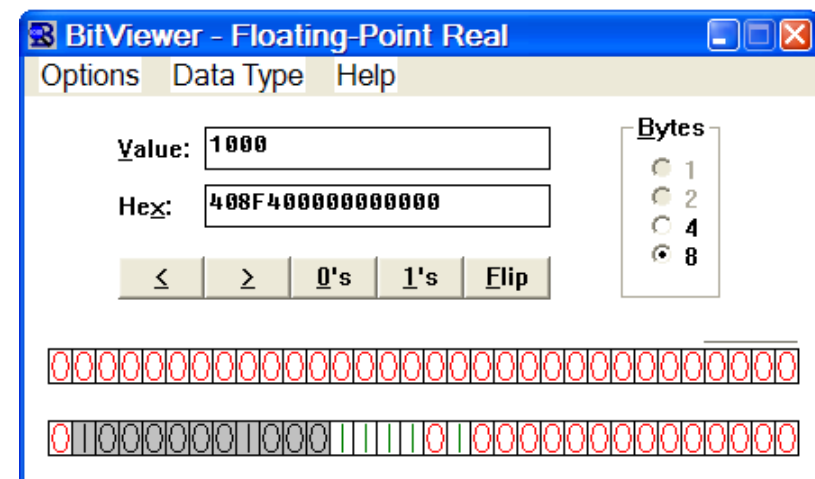 BitViewer - Floating-Point Real
Options Data Type Help
Value: 1000
Hex: 408F400000000000
< > 0's 1's Flip
Bytes
1
2
4
8
00000000000000000000000000000000
01000000100011110100000000000000